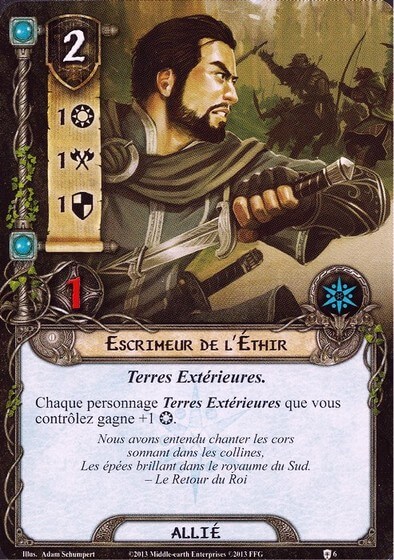 2
1
1
1
1
ESCRIMEUR DE L'ÉTHIR
Terres Extérieures.
Chaque personnage Terres Extérieures que vous
contrôlez gagne +1 .
Nous avons entendu chanter les cors
sonnant dans les collines,
Les épées brillant dans le royaume du Sud.
– Le Retour du Roi
ALLIÉ
Illus. Adam Schumpert ©2013 Middle-earth Enterprises ©2013 FFG 6